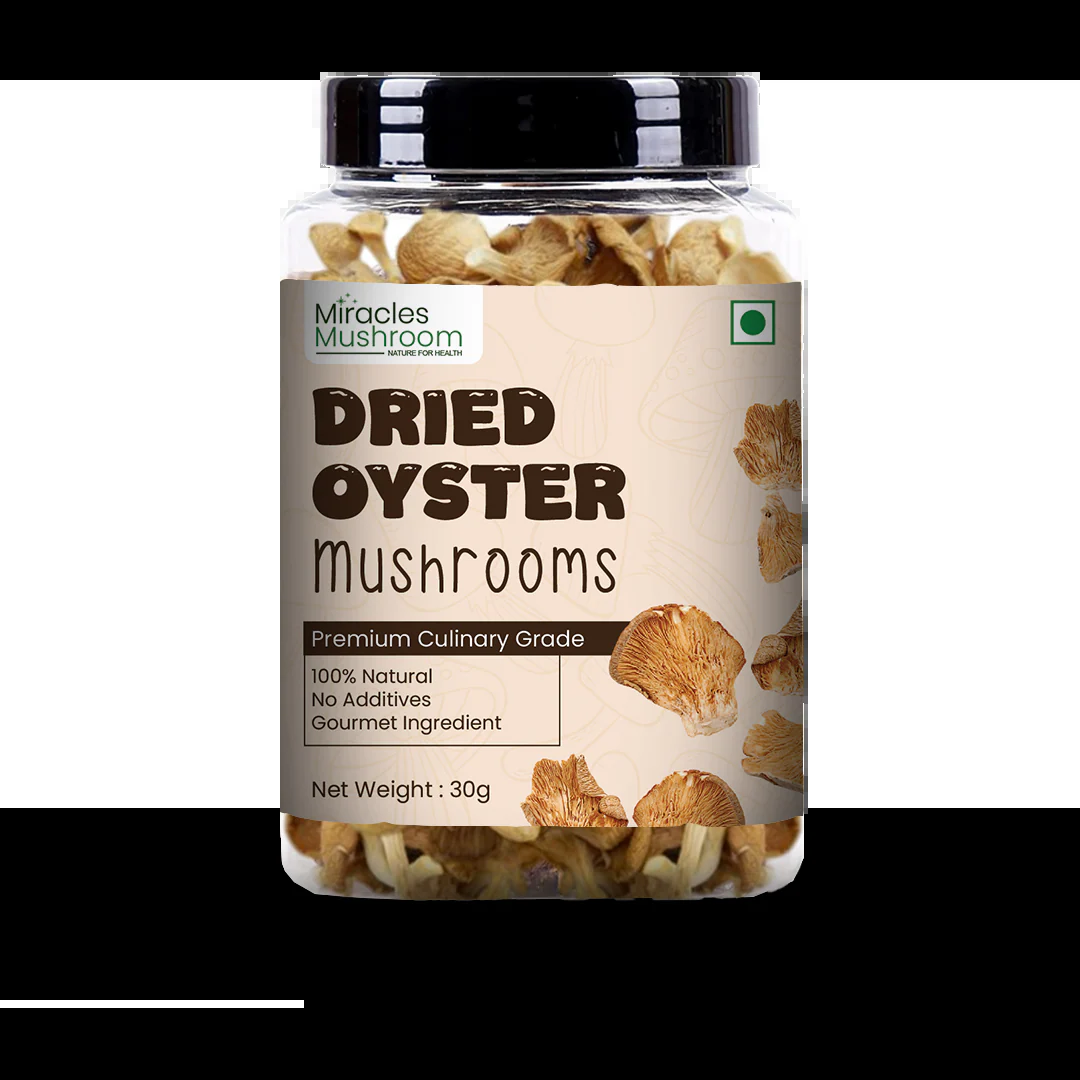 Miracles
Mushroom
NATURE FOR HEALTH
DRIED
OYSTER
mushrooms
Premium Culinary Grade
100% Natural
No Additives
Gourmet Ingredient
Net Weight : 30g